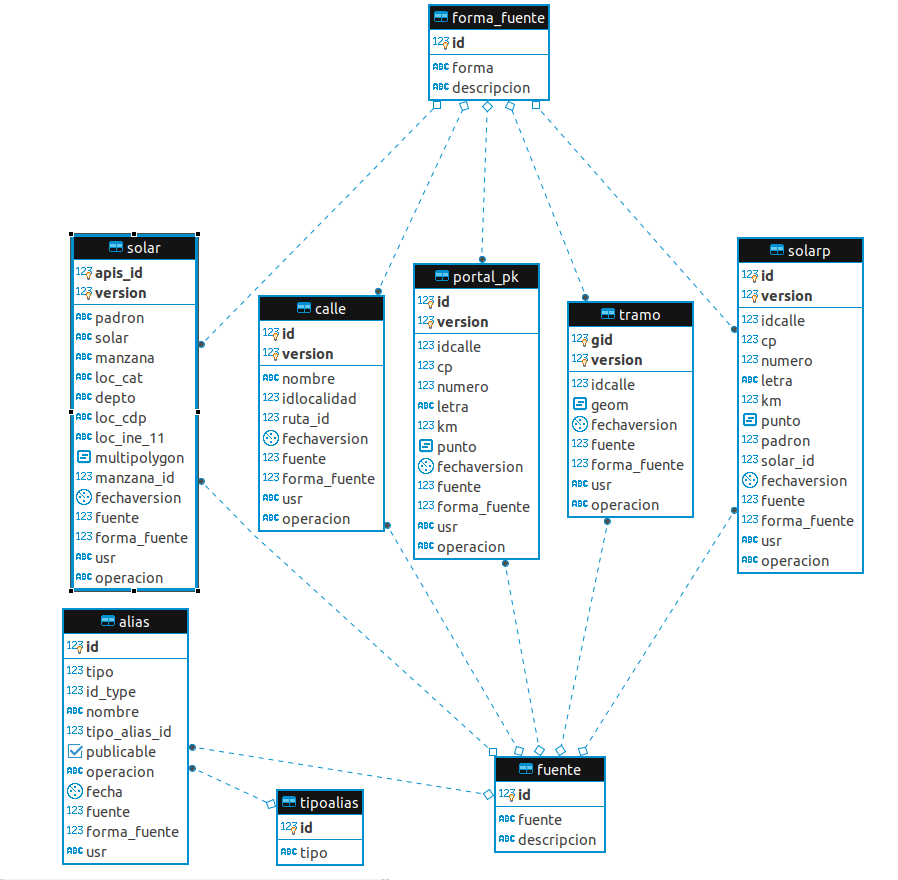 forma_fuente
id
forma
descripcion
solar
apis_id
version
padron
solar
manzana
loc_cat
depto
loc_cdp
loc_ine_11
multipolygon
manzana_id
fechaversion
fuente
forma_fuente
usr
operacion
calle
id
version
nombre
idlocalidad
ruta_id
fechaversion
fuente
forma_fuente
usr
operacion
portal_pk
id
version
idcalle
cp
numero
letra
km
punto
fechaversion
fuente
forma_fuente
usr
operacion
tramo
gid
version
idcalle
geom
fechaversion
fuente
forma_fuente
usr
operacion
solarp
id
version
idcalle
cp
numero
letra
km
punto
padron
solar_id
fechaversion
fuente
forma_fuente
usr
operacion
alias
id
tipo
id_type
nombre
tipo_alias_id
publicable
operacion
fecha
fuente
forma_fuente
usr
tipoalias
id
tipo
fuente
id
fuente
descripcion